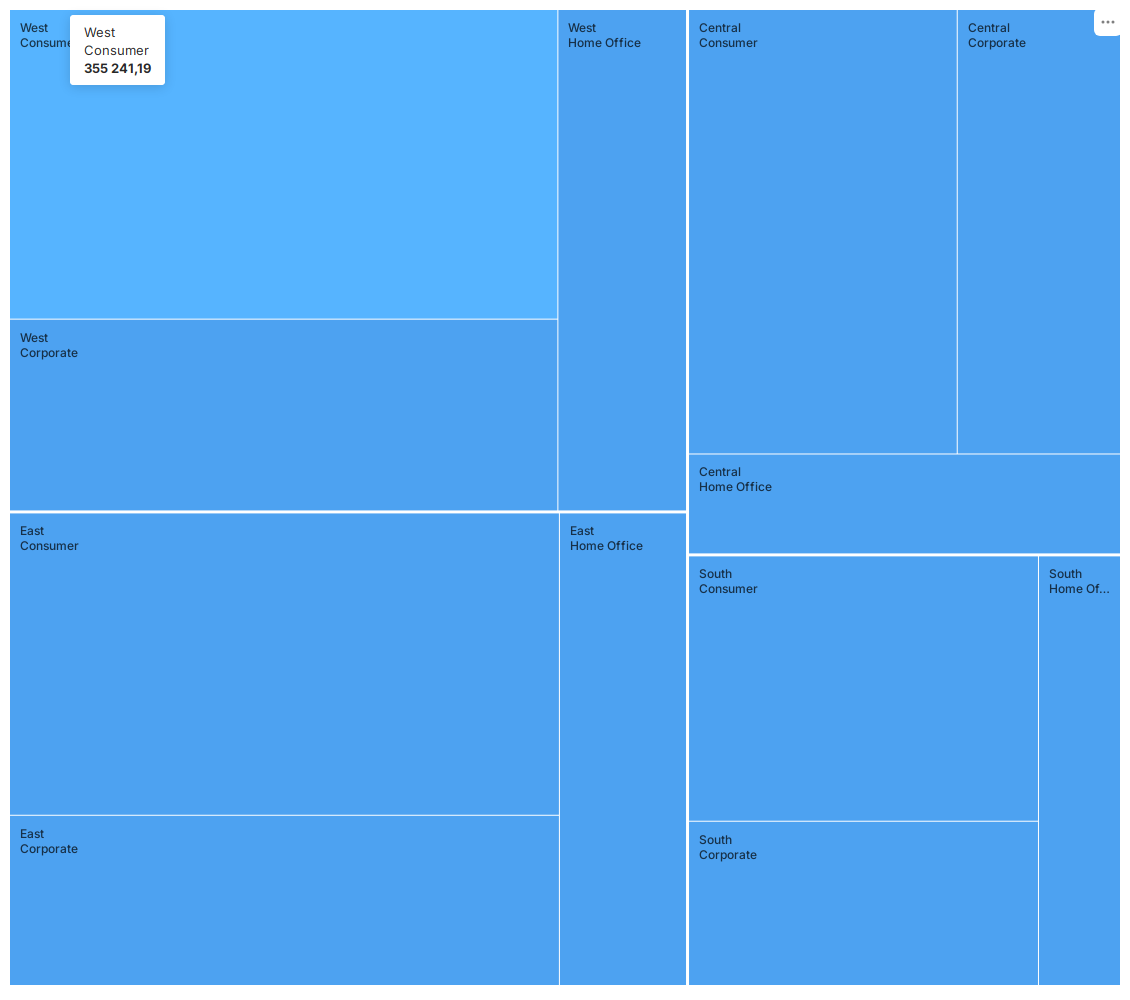 West
Consume
West
Consumer
355 241,19
West
Home Office
Central
Consumer
Central
Corporate
West
Corporate
Central
Home Office
East
Consumer
East
Home Office
South
Consumer
South
Home Of...
East
Corporate
South
Corporate